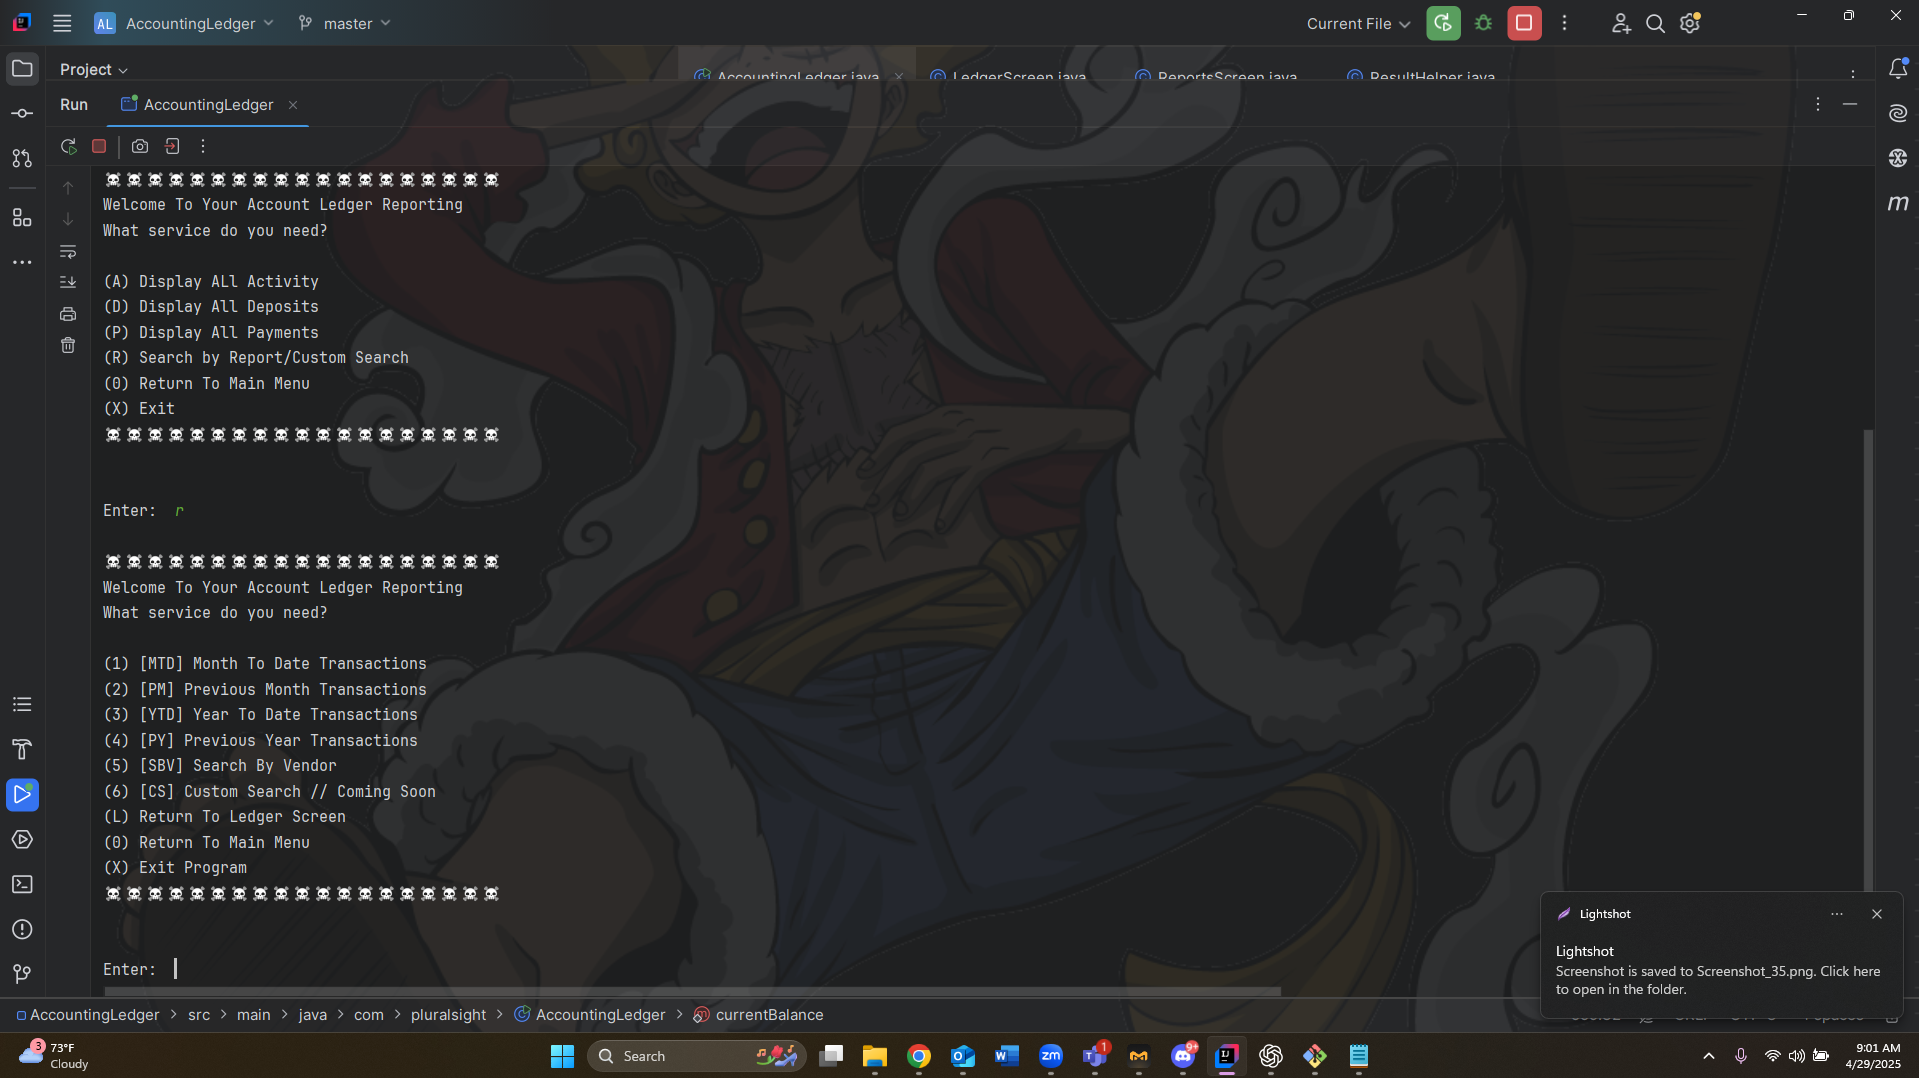 AL AccountingLedger master Current File
Project
AccountingLedger.java LedgerScreen.java ReportsScreen.java ResultHelper.java
Run AccountingLedger
Welcome To Your Account Ledger Reporting
What service do you need?
(A) Display ALl Activity
(D) Display All Deposits
(P) Display All Payments
(R) Search by Report/Custom Search
(0) Return To Main Menu
(X) Exit
Enter: r
Welcome To Your Account Ledger Reporting
What service do you need?
(1) [MTD] Month To Date Transactions
(2) [PM] Previous Month Transactions
(3) [YTD] Year To Date Transactions
(4) [PY] Previous Year Transactions
(5) [SBV] Search By Vendor
(6) [CS] Custom Search // Coming Soon
(L) Return To Ledger Screen
(0) Return To Main Menu
(X) Exit Program
Enter:
Lightshot
Lightshot
Screenshot is saved to Screenshot_35.png. Click here
to open in the folder.
AccountingLedger > src > main > java > com > pluralsight > AccountingLedger > currentBalance
3 73°F
Cloudy
Search
zm
1
9+
9:01 AM
4/29/2025